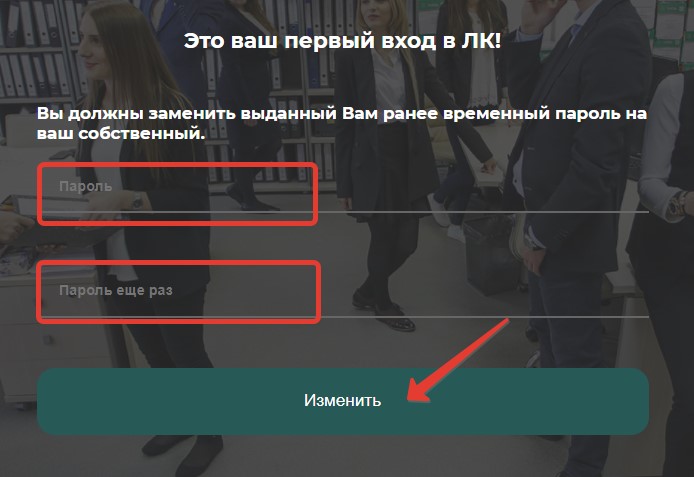 Это ваш первый вход в ЛК!
Вы должны заменить выданный Вам ранее временный пароль на
ваш собственный.
Пароль
Пароль еще раз
Изменить